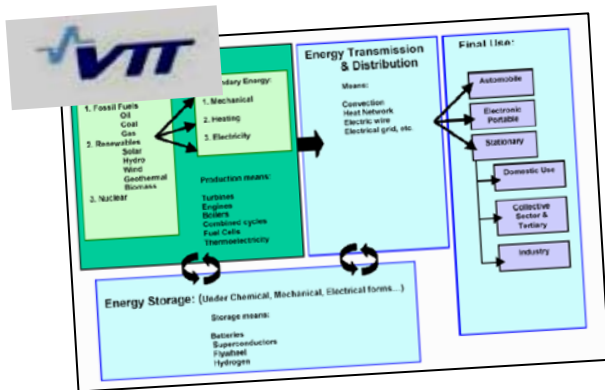 VTT
1. Fossil Fuels
Oil
Coal
Gas
2. Renewables
Solar
Hydro
Wind
Geothermal
Biomass
3. Nuclear
ndary Energy:
1. Mechanical
2. Heating
3. Electricity
Production means:
Turbines
Engines
Boilers
Combined cycles
Fuel Cells
Thermoelectricity
Energy Transmission
& Distribution
Means:
Convection
Heat Network
Electric wire
Electrical grid, etc.
Final Use:
Automobile
Electronic
Portable
Stationary
Domestic Use
Collective
Sector &
Tertiary
Industry
Energy Storage: (Under Chemical, Mechanical, Electrical forms...)
Storage means:
Batteries
Superconductors
Flywheel
Hydrogen